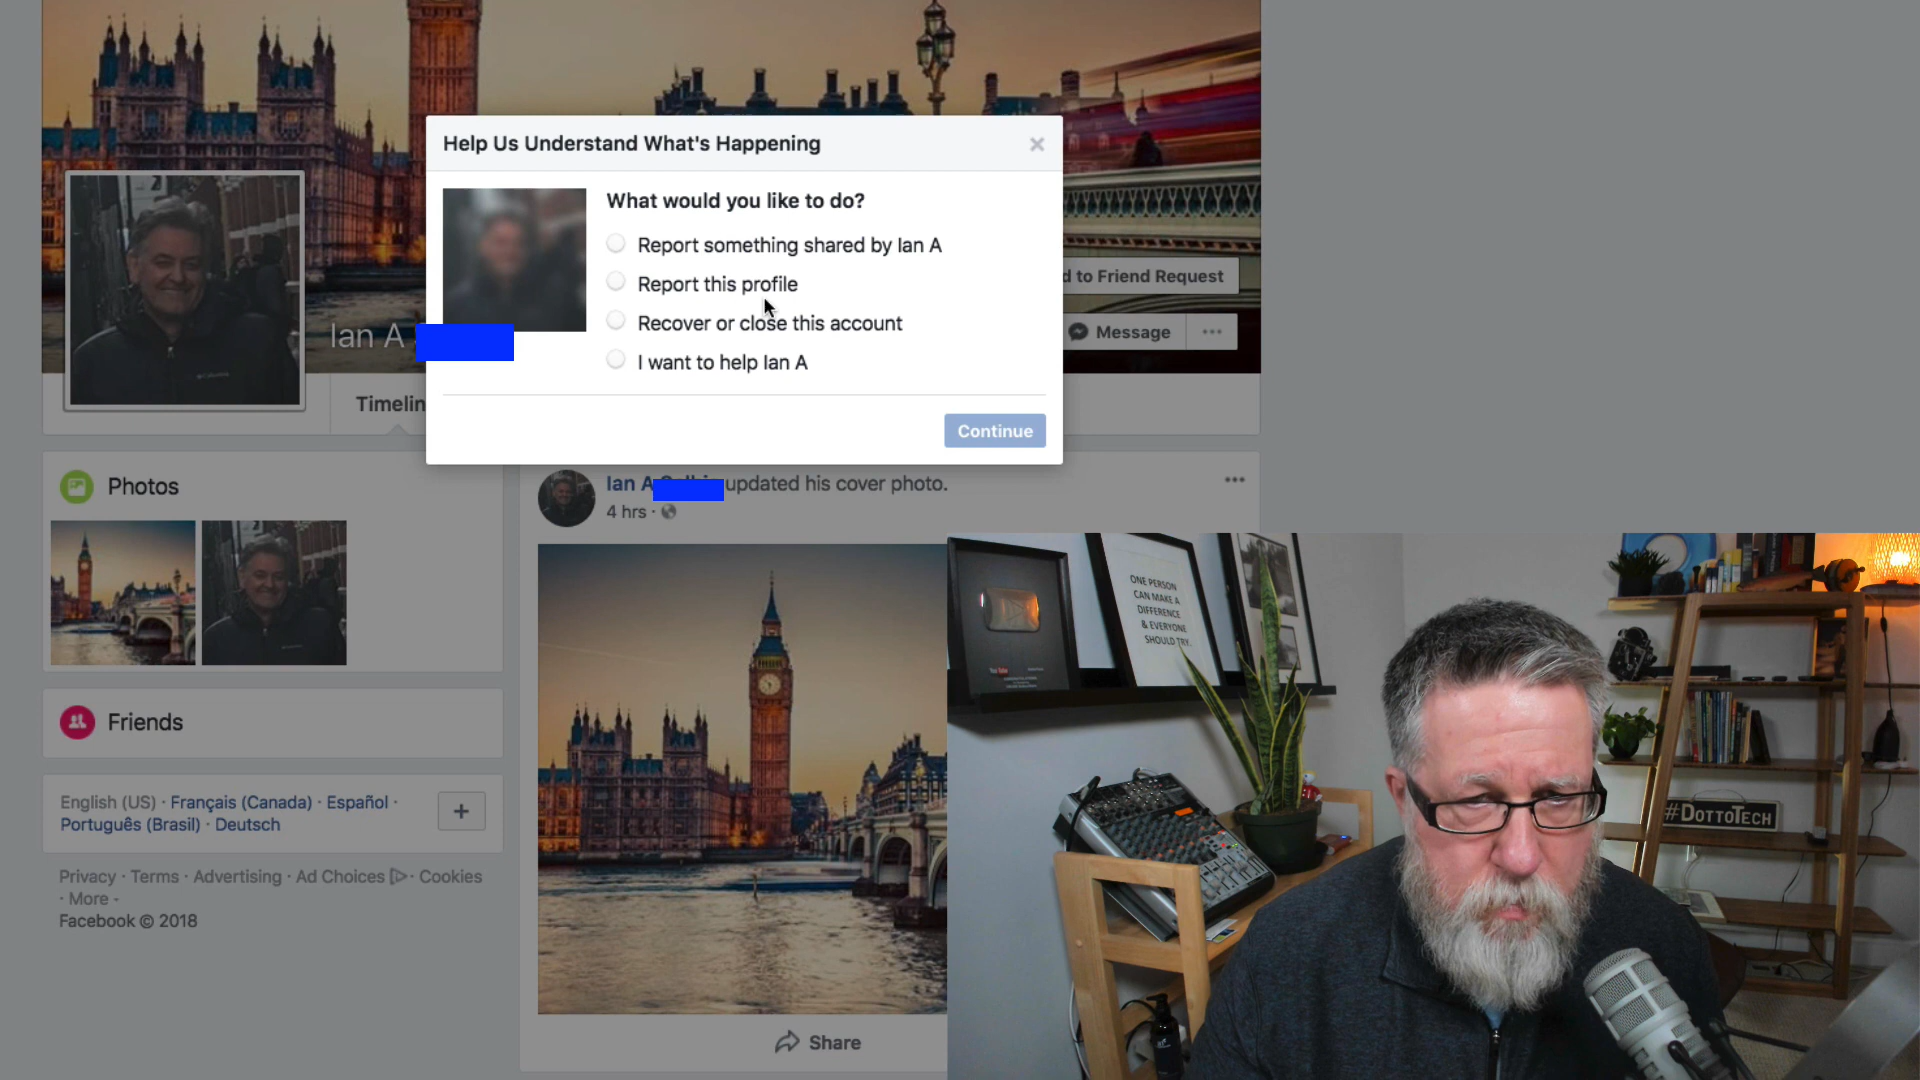 Help Us Understand What's Happening
What would you like to do?
Report something shared by Ian A
Report this profile
Recover or close this account
I want to help Ian A
Continue
d to Friend Request
Message
Ian A
Timelin
Photos
Friends
English (US) · Français (Canada) · Español ·
Português (Brasil) · Deutsch
Privacy · Terms · Advertising · Ad Choices · Cookies
· More
Facebook © 2018
Ian A updated his cover photo.
4 hrs ·
Share
ONE PERSON
CAN MAKE A
DIFFERENCE
& EVERYONE
SHOULD TRY.
YouTube
#DOTTOTECH